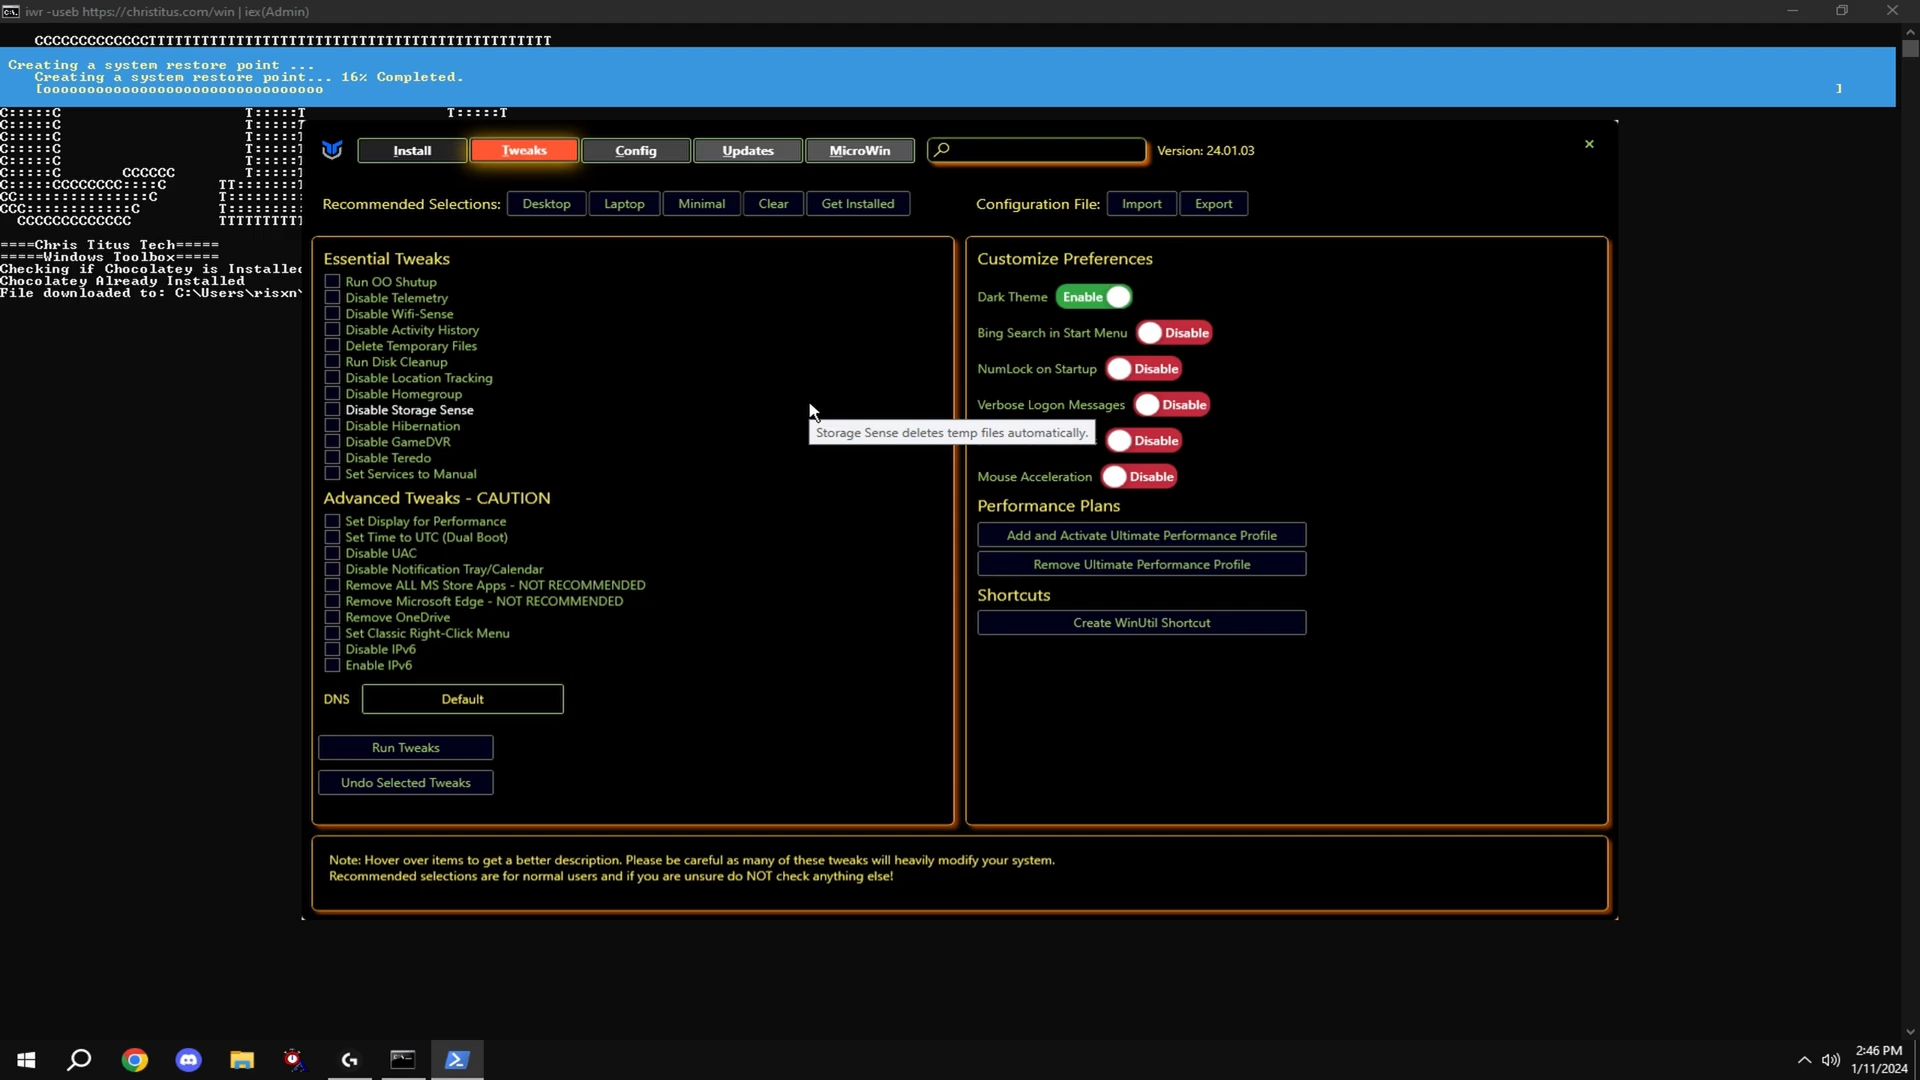 iwr -useb https://christitus.com/win | iex(Admin)
CCCCCCCCCCCCCTTTTTTTTTTTTTTTTTTTTTTTTTTTTTTTTTTTTTTTTTTTTTT
Creating a system restore point ...
Creating a system restore point... 16% Completed.
[oooooooooooooooooooooooooooooooo ]
C:::::C T:::::T T:::::T
C:::::C T:::::T
C:::::C T:::::T
C:::::C T:::::T
C:::::C T:::::T
C:::::C CCCCCC T:::::T
C:::::CCCCCCCC::::C TT:::::::T
CC:::::::::::::::C T:::::::::
CCC::::::::::::C T:::::::::
CCCCCCCCCCCCC TTTTTTTTTT
====Chris Titus Tech=====
=====Windows Toolbox=====
Checking if Chocolatey is Installed
Chocolatey Already Installed
File downloaded to: C:\Users\risxn\
Install Tweaks Config Updates MicroWin Version: 24.01.03
Recommended Selections: Desktop Laptop Minimal Clear Get Installed Configuration File: Import Export
Essential Tweaks
Run OO Shutup
Disable Telemetry
Disable Wifi-Sense
Disable Activity History
Delete Temporary Files
Run Disk Cleanup
Disable Location Tracking
Disable Homegroup
Disable Storage Sense
Disable Hibernation
Disable GameDVR
Disable Teredo
Set Services to Manual
Advanced Tweaks - CAUTION
Set Display for Performance
Set Time to UTC (Dual Boot)
Disable UAC
Disable Notification Tray/Calendar
Remove ALL MS Store Apps - NOT RECOMMENDED
Remove Microsoft Edge - NOT RECOMMENDED
Remove OneDrive
Set Classic Right-Click Menu
Disable IPv6
Enable IPv6
DNS Default
Run Tweaks
Undo Selected Tweaks
Customize Preferences
Dark Theme Enable
Bing Search in Start Menu Disable
NumLock on Startup Disable
Verbose Logon Messages Disable
Storage Sense deletes temp files automatically.
Disable
Mouse Acceleration Disable
Performance Plans
Add and Activate Ultimate Performance Profile
Remove Ultimate Performance Profile
Shortcuts
Create WinUtil Shortcut
Note: Hover over items to get a better description. Please be careful as many of these tweaks will heavily modify your system.
Recommended selections are for normal users and if you are unsure do NOT check anything else!
2:46 PM
1/11/2024